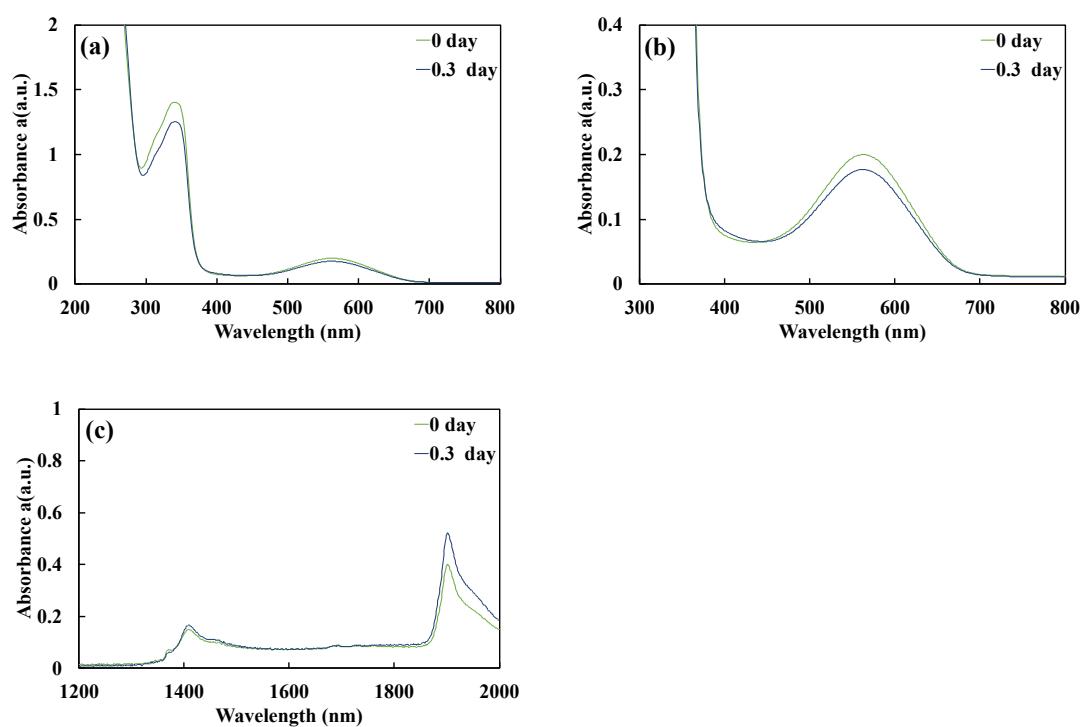 (a)
0 day
0.3 day
2
1.5
1
0.5
0
Absorbance a(a.u.)
200 300 400 500 600 700 800
Wavelength (nm)
(b)
0 day
0.3 day
0.4
0.3
0.2
0.1
0
Absorbance a(a.u.)
300 400 500 600 700 800
Wavelength (nm)
(c)
0 day
0.3 day
1
0.8
0.6
0.4
0.2
0
Absorbance a(a.u.)
1200 1400 1600 1800 2000
Wavelength (nm)